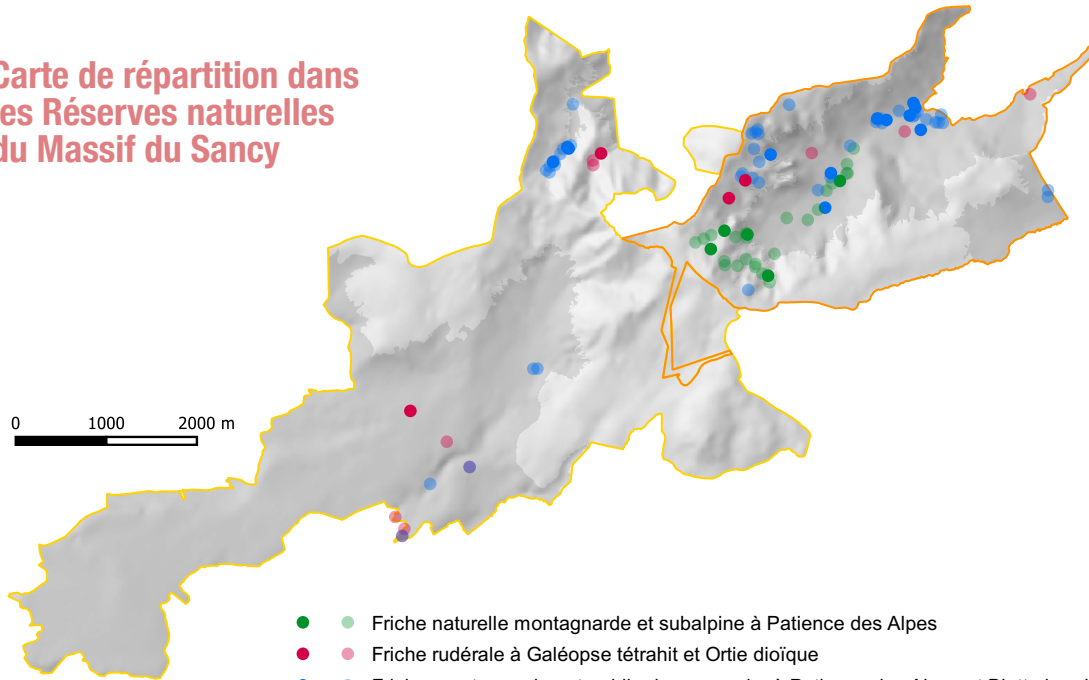 Carte de répartition dans
les Réserves naturelles
du Massif du Sancy
0 1000 2000 m
Friche naturelle montagnarde et subalpine à Patience des Alpes
Friche rudérale à Galéopse tétrahit et Ortie dioïque